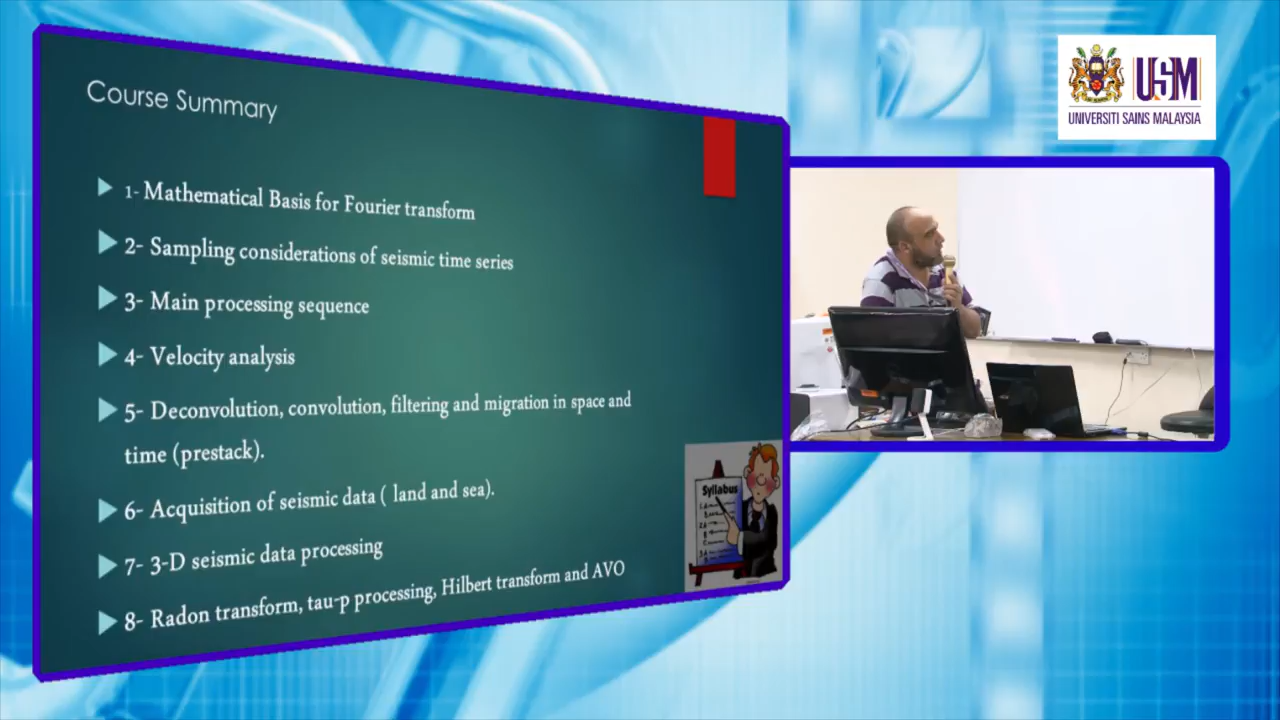 Course Summary
1- Mathematical Basis for Fourier transform
2- Sampling considerations of seismic time series
3- Main processing sequence
4- Velocity analysis
5- Deconvolution, convolution, filtering and migration in space and
time (prestack).
6- Acquisition of seismic data ( land and sea).
7- 3-D seismic data processing
8- Radon transform, tau-p processing, Hilbert transform and AVO
Syllabus
USM
UNIVERSITI SAINS MALAYSIA